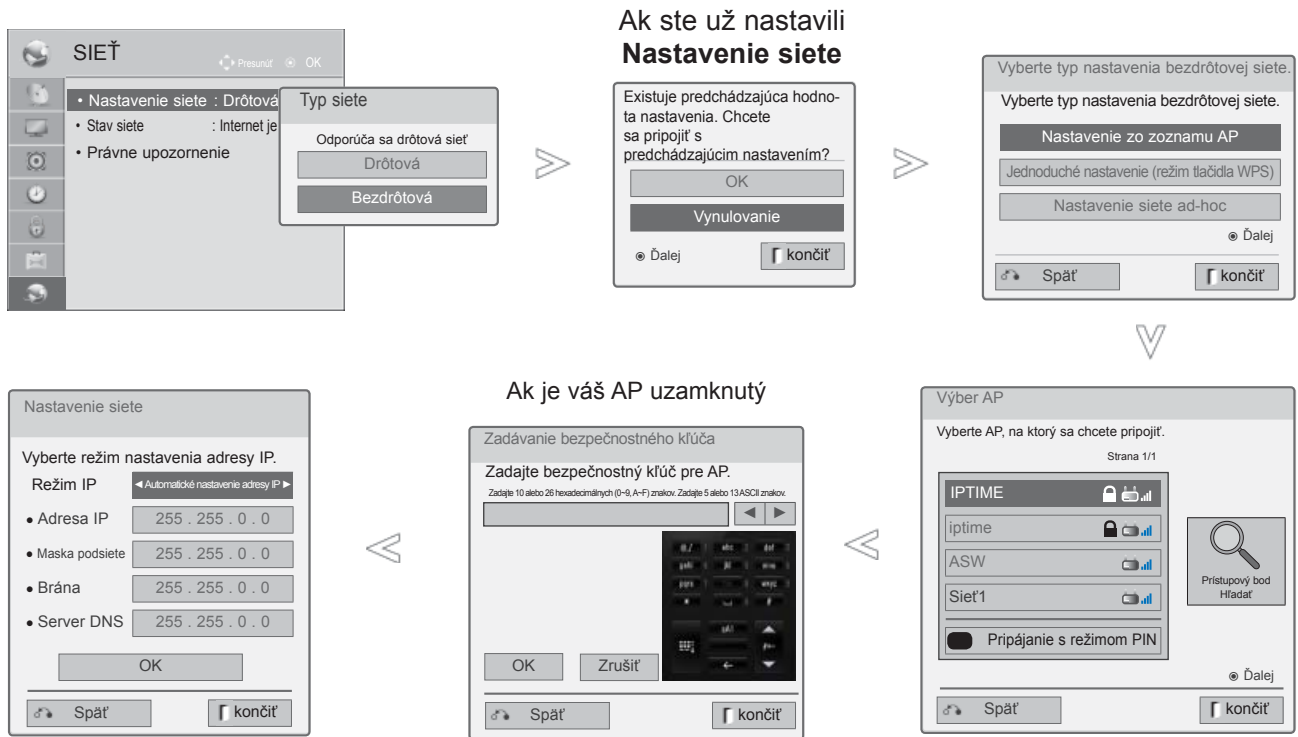 SIEŤ
Presunúť OK
• Nastavenie siete : Drôtová
• Stav siete : Internet je
• Právne upozornenie
Typ siete
Odporúča sa drôtová sieť
Drôtová
Bezdrôtová
Ak ste už nastavili
Nastavenie siete
Existuje predchádzajúca hodno-
ta nastavenia. Chcete
sa pripojiť s
predchádzajúcim nastavením?
OK
Vynulovanie
Ďalej
končiť
Vyberte typ nastavenia bezdrôtovej siete.
Vyberte typ nastavenia bezdrôtovej siete.
Nastavenie zo zoznamu AP
Jednoduché nastavenie (režim tlačidla WPS)
Nastavenie siete ad-hoc
Ďalej
Späť
končiť
Výber AP
Vyberte AP, na ktorý sa chcete pripojiť.
Strana 1/1
IPTIME
iptime
ASW
Sieť1
Pripájanie s režimom PIN
Prístupový bod
Hľadať
Ďalej
Späť
končiť
Ak je váš AP uzamknutý
Zadávanie bezpečnostného kľúča
Zadajte bezpečnostný kľúč pre AP.
Zadajte 10 alebo 26 hexadecimálnych (0~9, A~F) znakov. Zadajte 5 alebo 13 ASCII znakov.
OK
Zrušiť
Späť
končiť
Nastavenie siete
Vyberte režim nastavenia adresy IP.
Režim IP ◄ Automatické nastavenie adresy IP ►
• Adresa IP 255 . 255 . 0 . 0
• Maska podsiete 255 . 255 . 0 . 0
• Brána 255 . 255 . 0 . 0
• Server DNS 255 . 255 . 0 . 0
OK
Späť
končiť